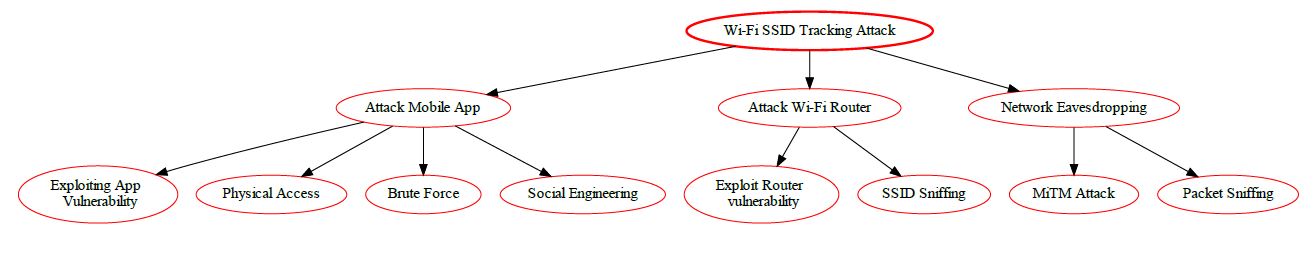 Wi-Fi SSID Tracking Attack
Attack Mobile App
Attack Wi-Fi Router
Network Eavesdropping
Exploiting App
Vulnerability
Physical Access
Brute Force
Social Engineering
Exploit Router
vulnerability
SSID Sniffing
MiTM Attack
Packet Sniffing